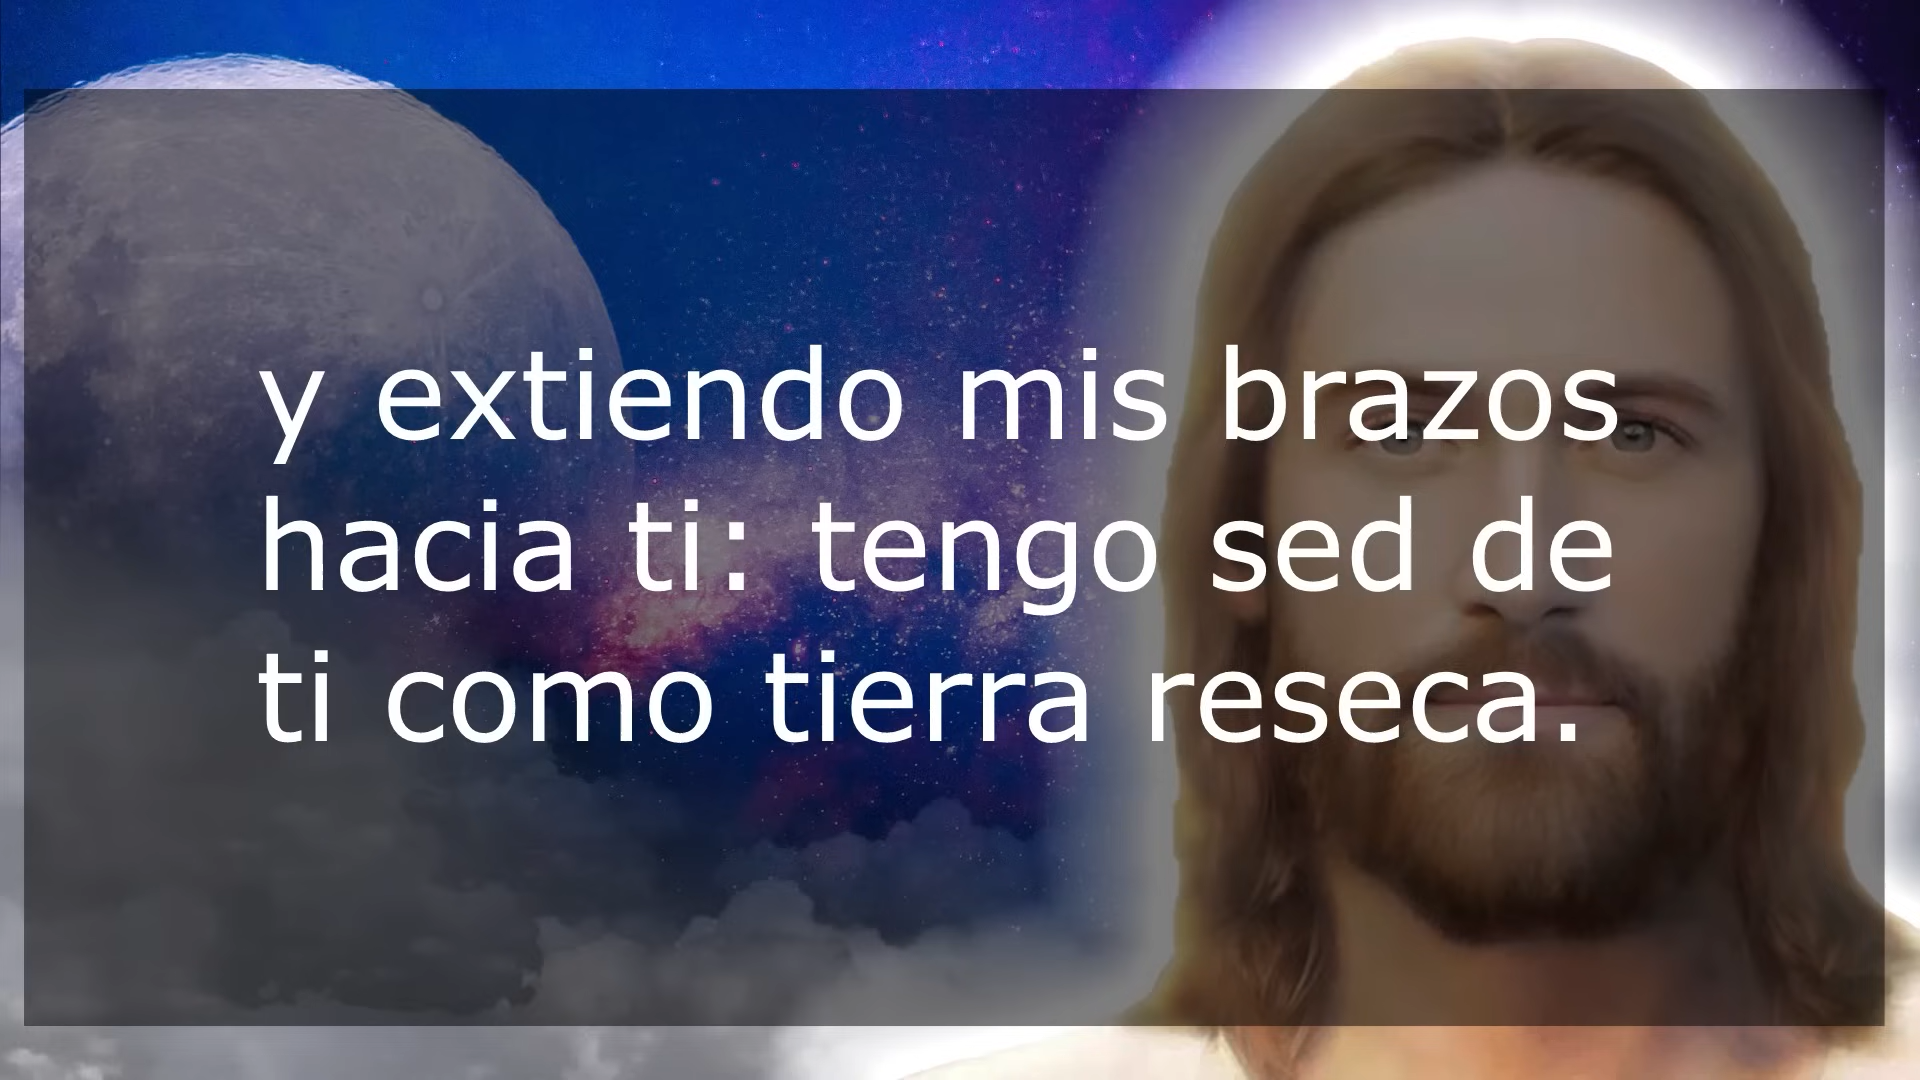 y extiendo mis brazos
hacia ti: tengo sed de
ti como tierra reseca.